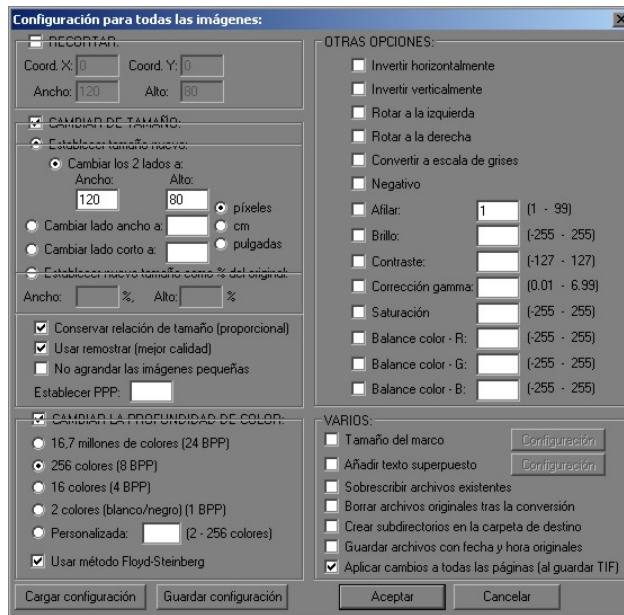 Configuración para todas las imágenes:
RECORTAR:
Coord. X: 0 Coord. Y: 0
Ancho: 120 Alto: 80
CAMBIAR DE TAMAÑO:
Establecer tamaño nuevo:
Cambiar los 2 lados a:
Ancho: Alto:
120 80
píxeles
Cambiar lado ancho a: cm
Cambiar lado corto a: pulgadas
Establecer nuevo tamaño como % del original:
Ancho: %, Alto: %
Conservar relación de tamaño (proporcional)
Usar remostrar (mejor calidad)
No agrandar las imágenes pequeñas
Establecer PPP:
CAMBIAR LA PROFUNDIDAD DE COLOR:
16,7 millones de colores (24 BPP)
256 colores (8 BPP)
16 colores (4 BPP)
2 colores (blanco/negro) (1 BPP)
Personalizada: (2 - 256 colores)
Usar método Floyd-Steinberg
Cargar configuración Guardar configuración
OTRAS OPCIONES:
Invertir horizontalmente
Invertir verticalmente
Rotar a la izquierda
Rotar a la derecha
Convertir a escala de grises
Negativo
Afilar: 1 (1 - 99)
Brillo: (-255 - 255)
Contraste: (-127 - 127)
Corrección gamma: (0.01 - 6.99)
Saturación (-255 - 255)
Balance color - R: (-255 - 255)
Balance color - G: (-255 - 255)
Balance color - B: (-255 - 255)
VARIOS:
Tamaño del marco Configuración
Añadir texto superpuesto Configuración
Sobrescribir archivos existentes
Borrar archivos originales tras la conversión
Crear subdirectorios en la carpeta de destino
Guardar archivos con fecha y hora originales
Aplicar cambios a todas las páginas (al guardar TIF)
Aceptar Cancelar